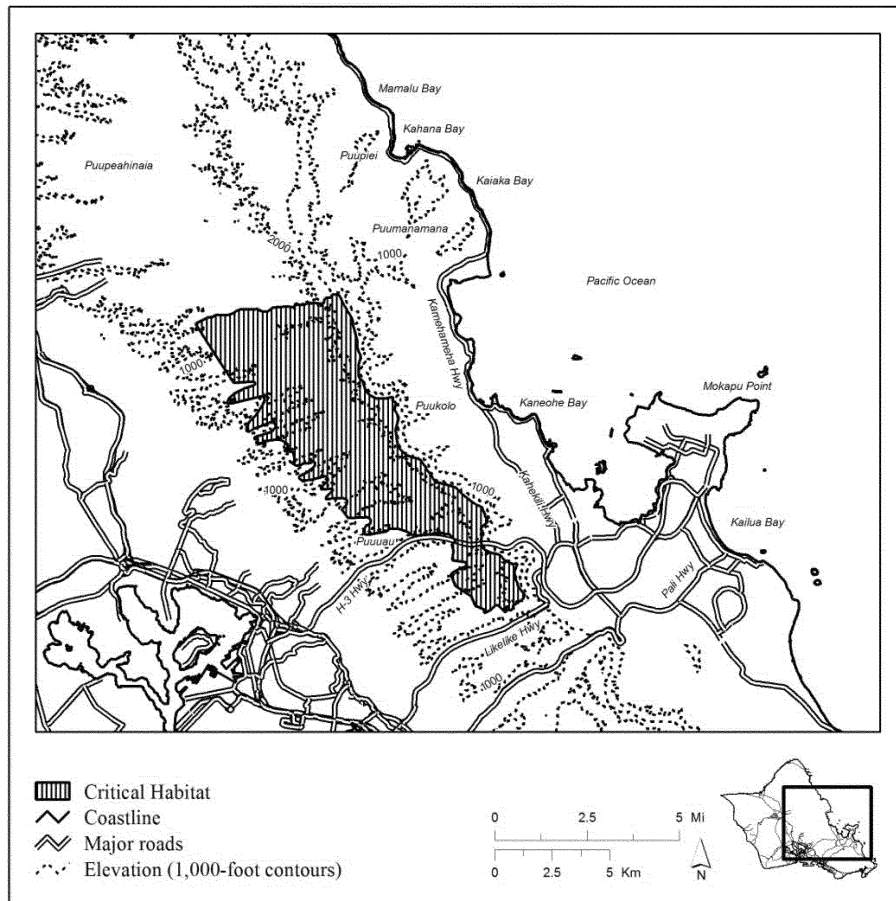 Mamalu Bay
Kahana Bay
Puupiei
Puupeahinaia
Kaiaka Bay
Puumanamana
2000
1000
Pacific Ocean
Kamehameha Hwy
1000
Mokapu Point
Puukolo
Kaneohe Bay
1000
1000
Kahekili Hwy
Kailua Bay
Puuuau
H-3 Hwy
Pali Hwy
Likelike Hwy
1000
Critical Habitat
Coastline
Major roads
Elevation (1,000-foot contours)
0 2.5 5 Mi
0 2.5 5 Km
N